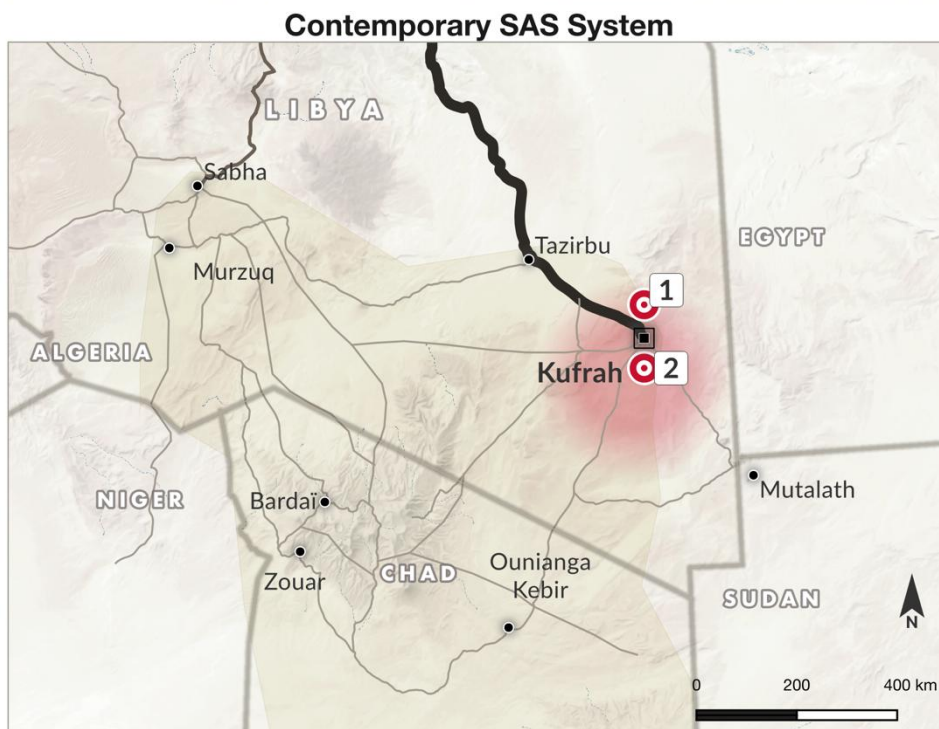 Contemporary SAS System
LIBYA
Sabha
EGYPT
Tazirbu
Murzuq
1
ALGERIA
Kufrah
2
NIGER
Bardaï
Mutalath
Zouar
CHAD
Ounianga
Kebir
SUDAN
N
0 200 400 km